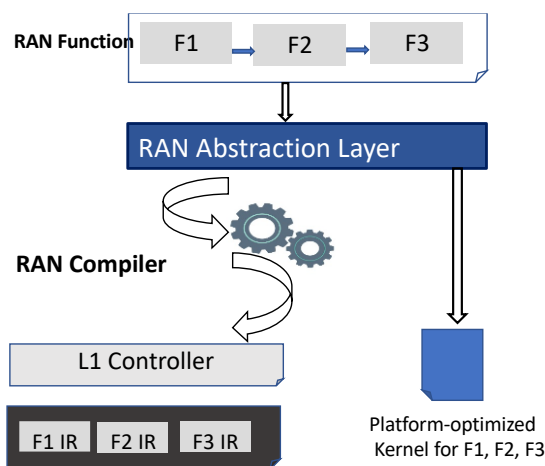 RAN Function
F1
F2
F3
RAN Abstraction Layer
RAN Compiler
L1 Controller
F1 IR
F2 IR
F3 IR
Platform-optimized
Kernel for F1, F2, F3